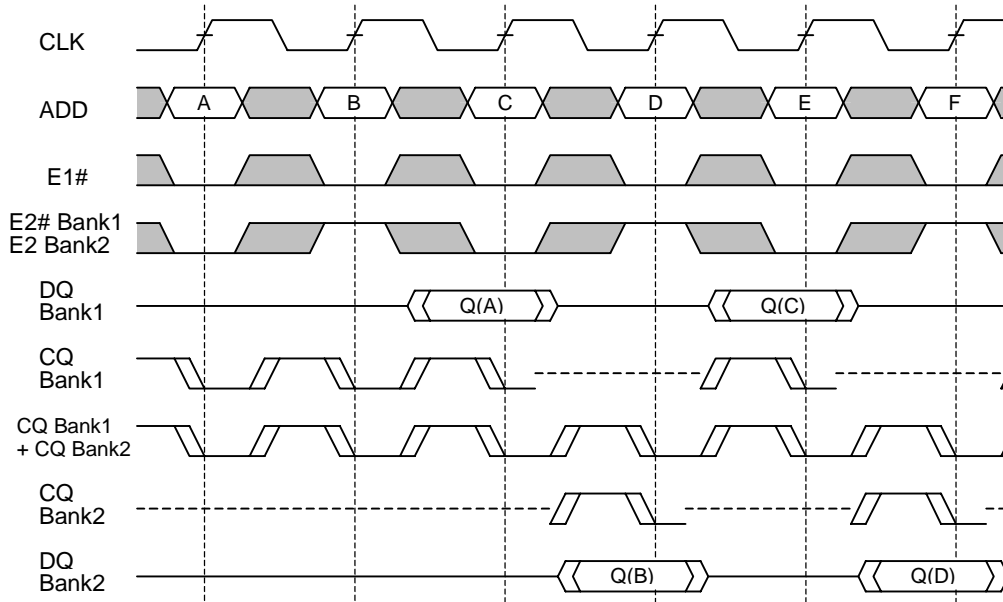 CLK
ADD
A B C D E F
E1#
E2# Bank1
E2 Bank2
DQ
Bank1
Q(A) Q(C)
CQ
Bank1
CQ Bank1
+ CQ Bank2
CQ
Bank2
DQ
Bank2
Q(B) Q(D)